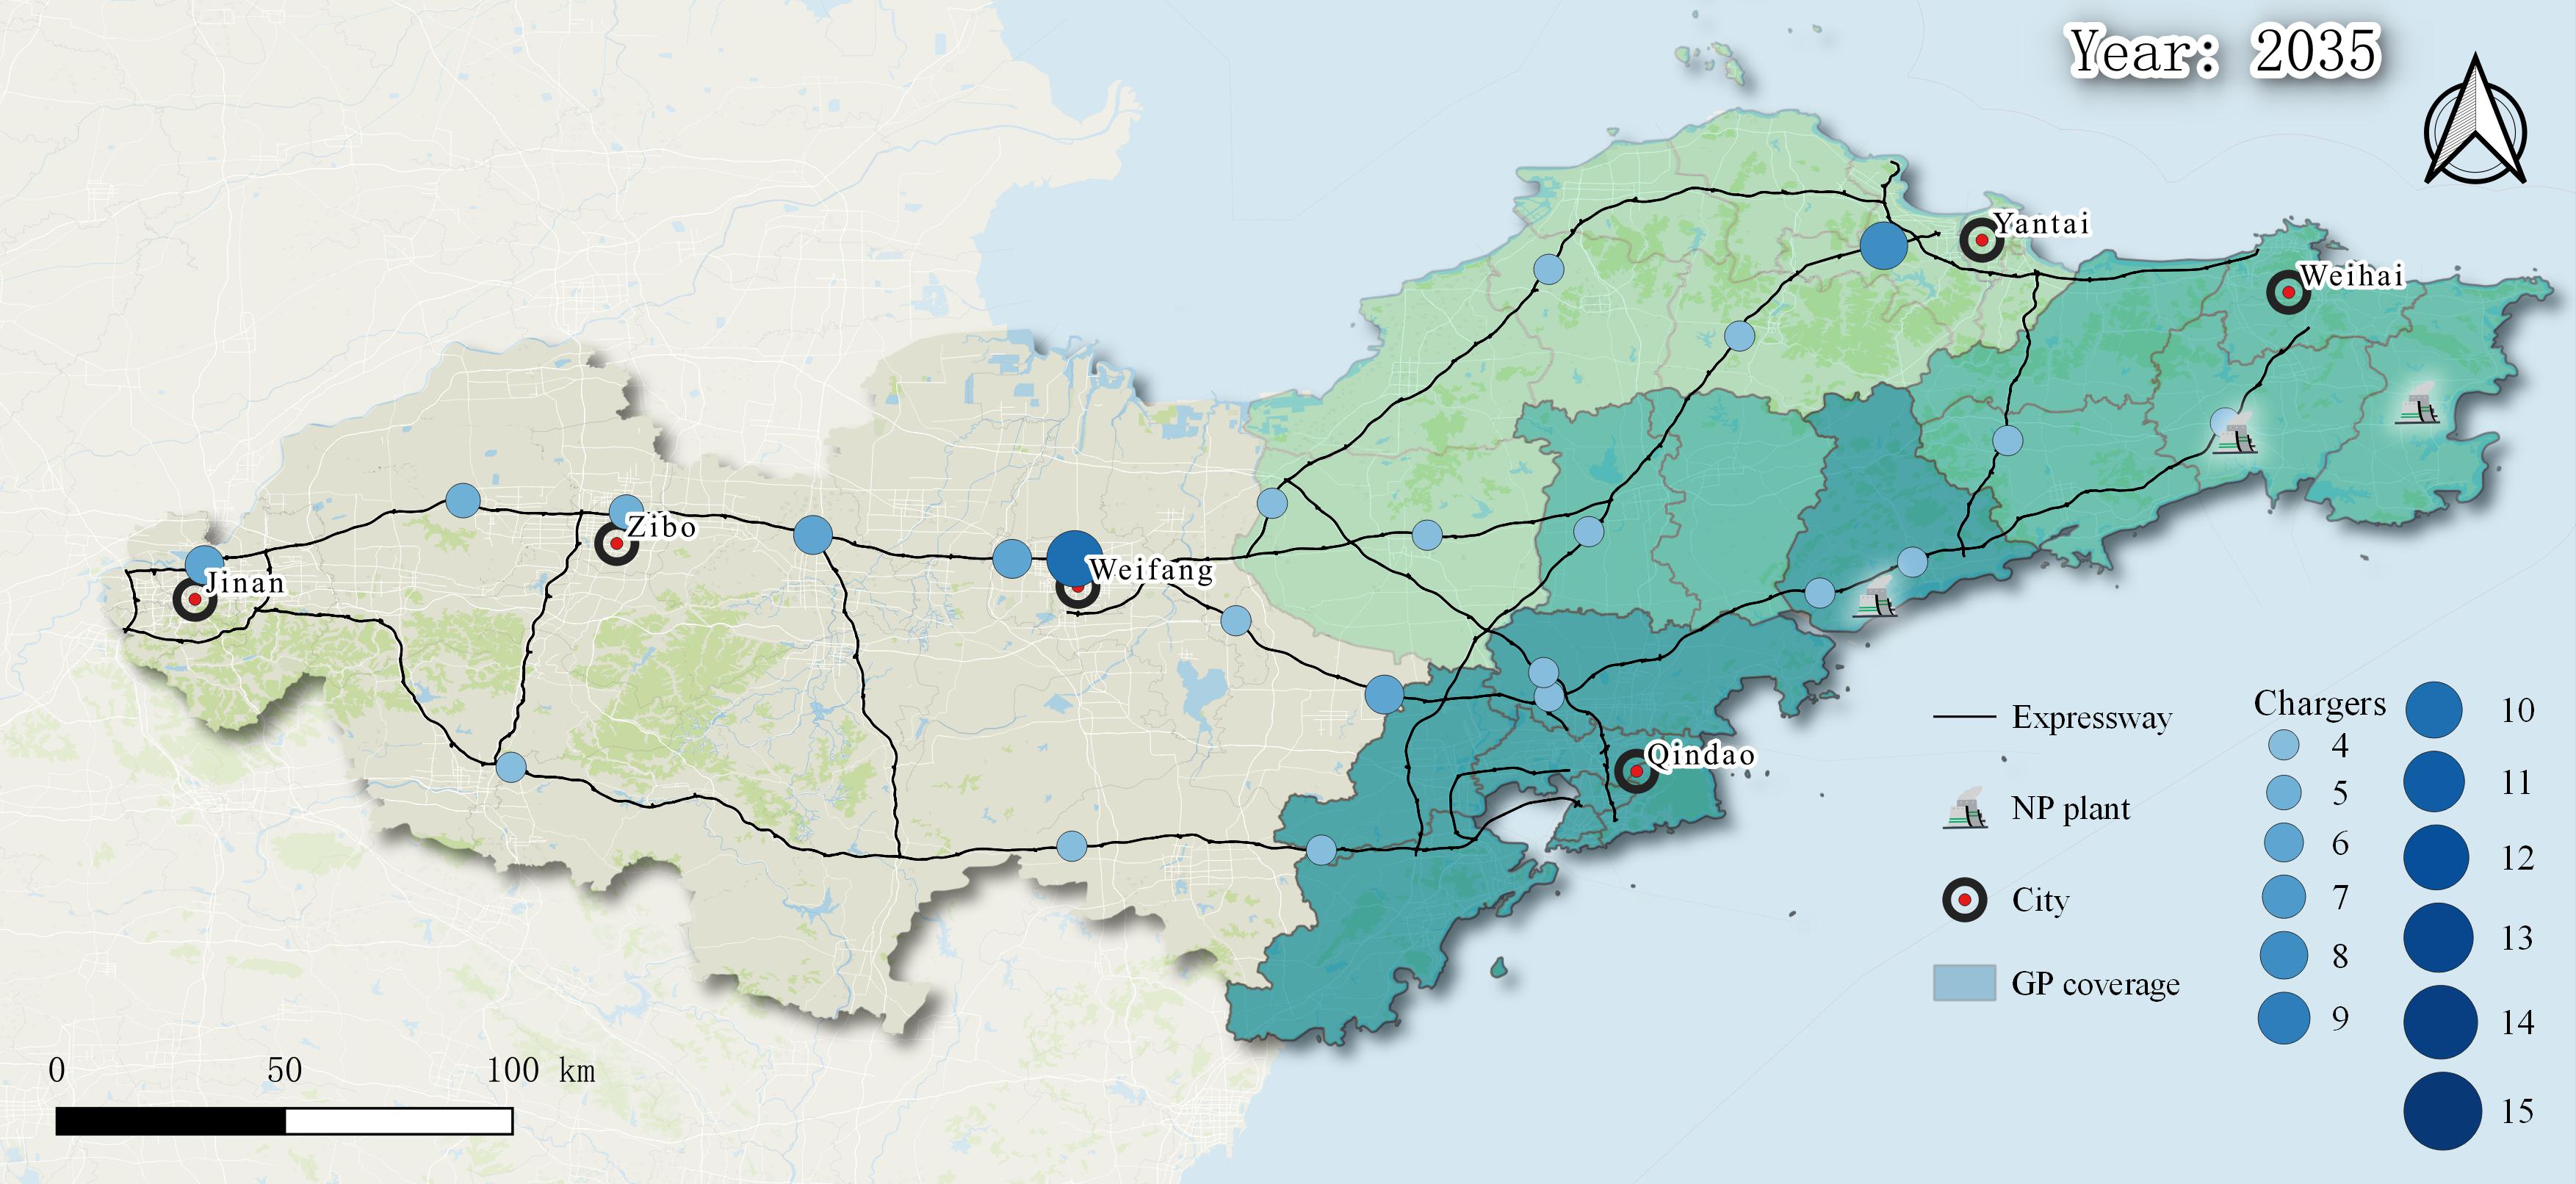 Year: 2035
Yantai
Weihai
Zibo
Jinan
Weifang
Qindao
Expressway
NP plant
City
GP coverage
Chargers
4
5
6
7
8
9
10
11
12
13
14
15
0 50 100 km